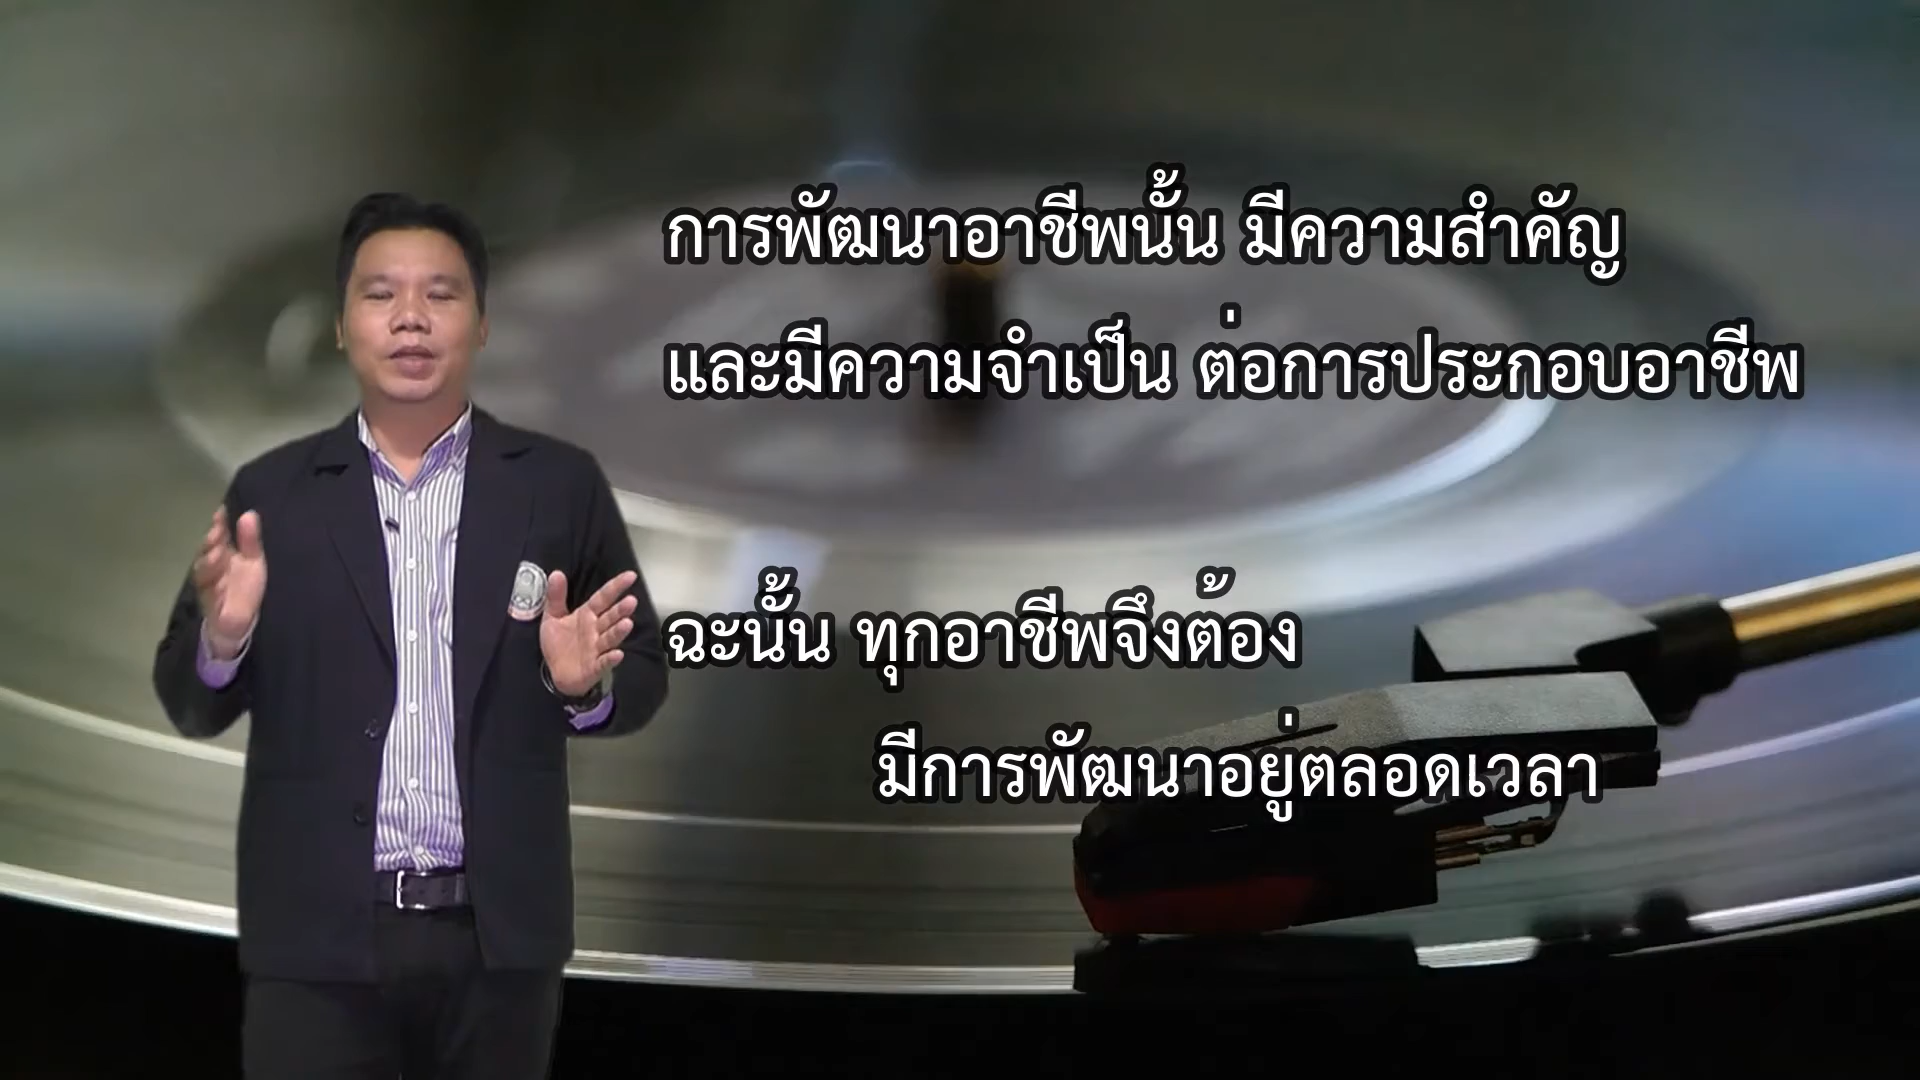 การพัฒนาอาชีพนั้น มีความสำคัญ
และมีความจำเป็น ต่อการประกอบอาชีพ
ฉะนั้น ทุกอาชีพจึงต้อง
มีการพัฒนาอยู่ตลอดเวลา